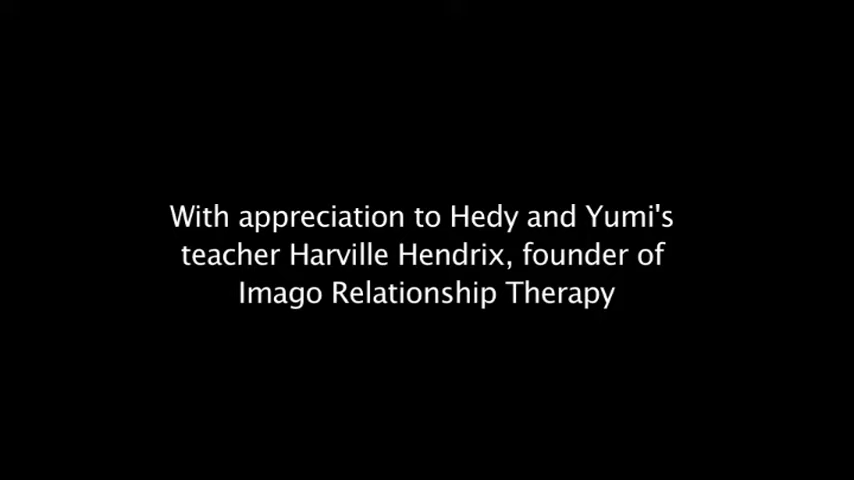 With appreciation to Hedy and Yumi's
teacher Harville Hendrix, founder of
Imago Relationship Therapy